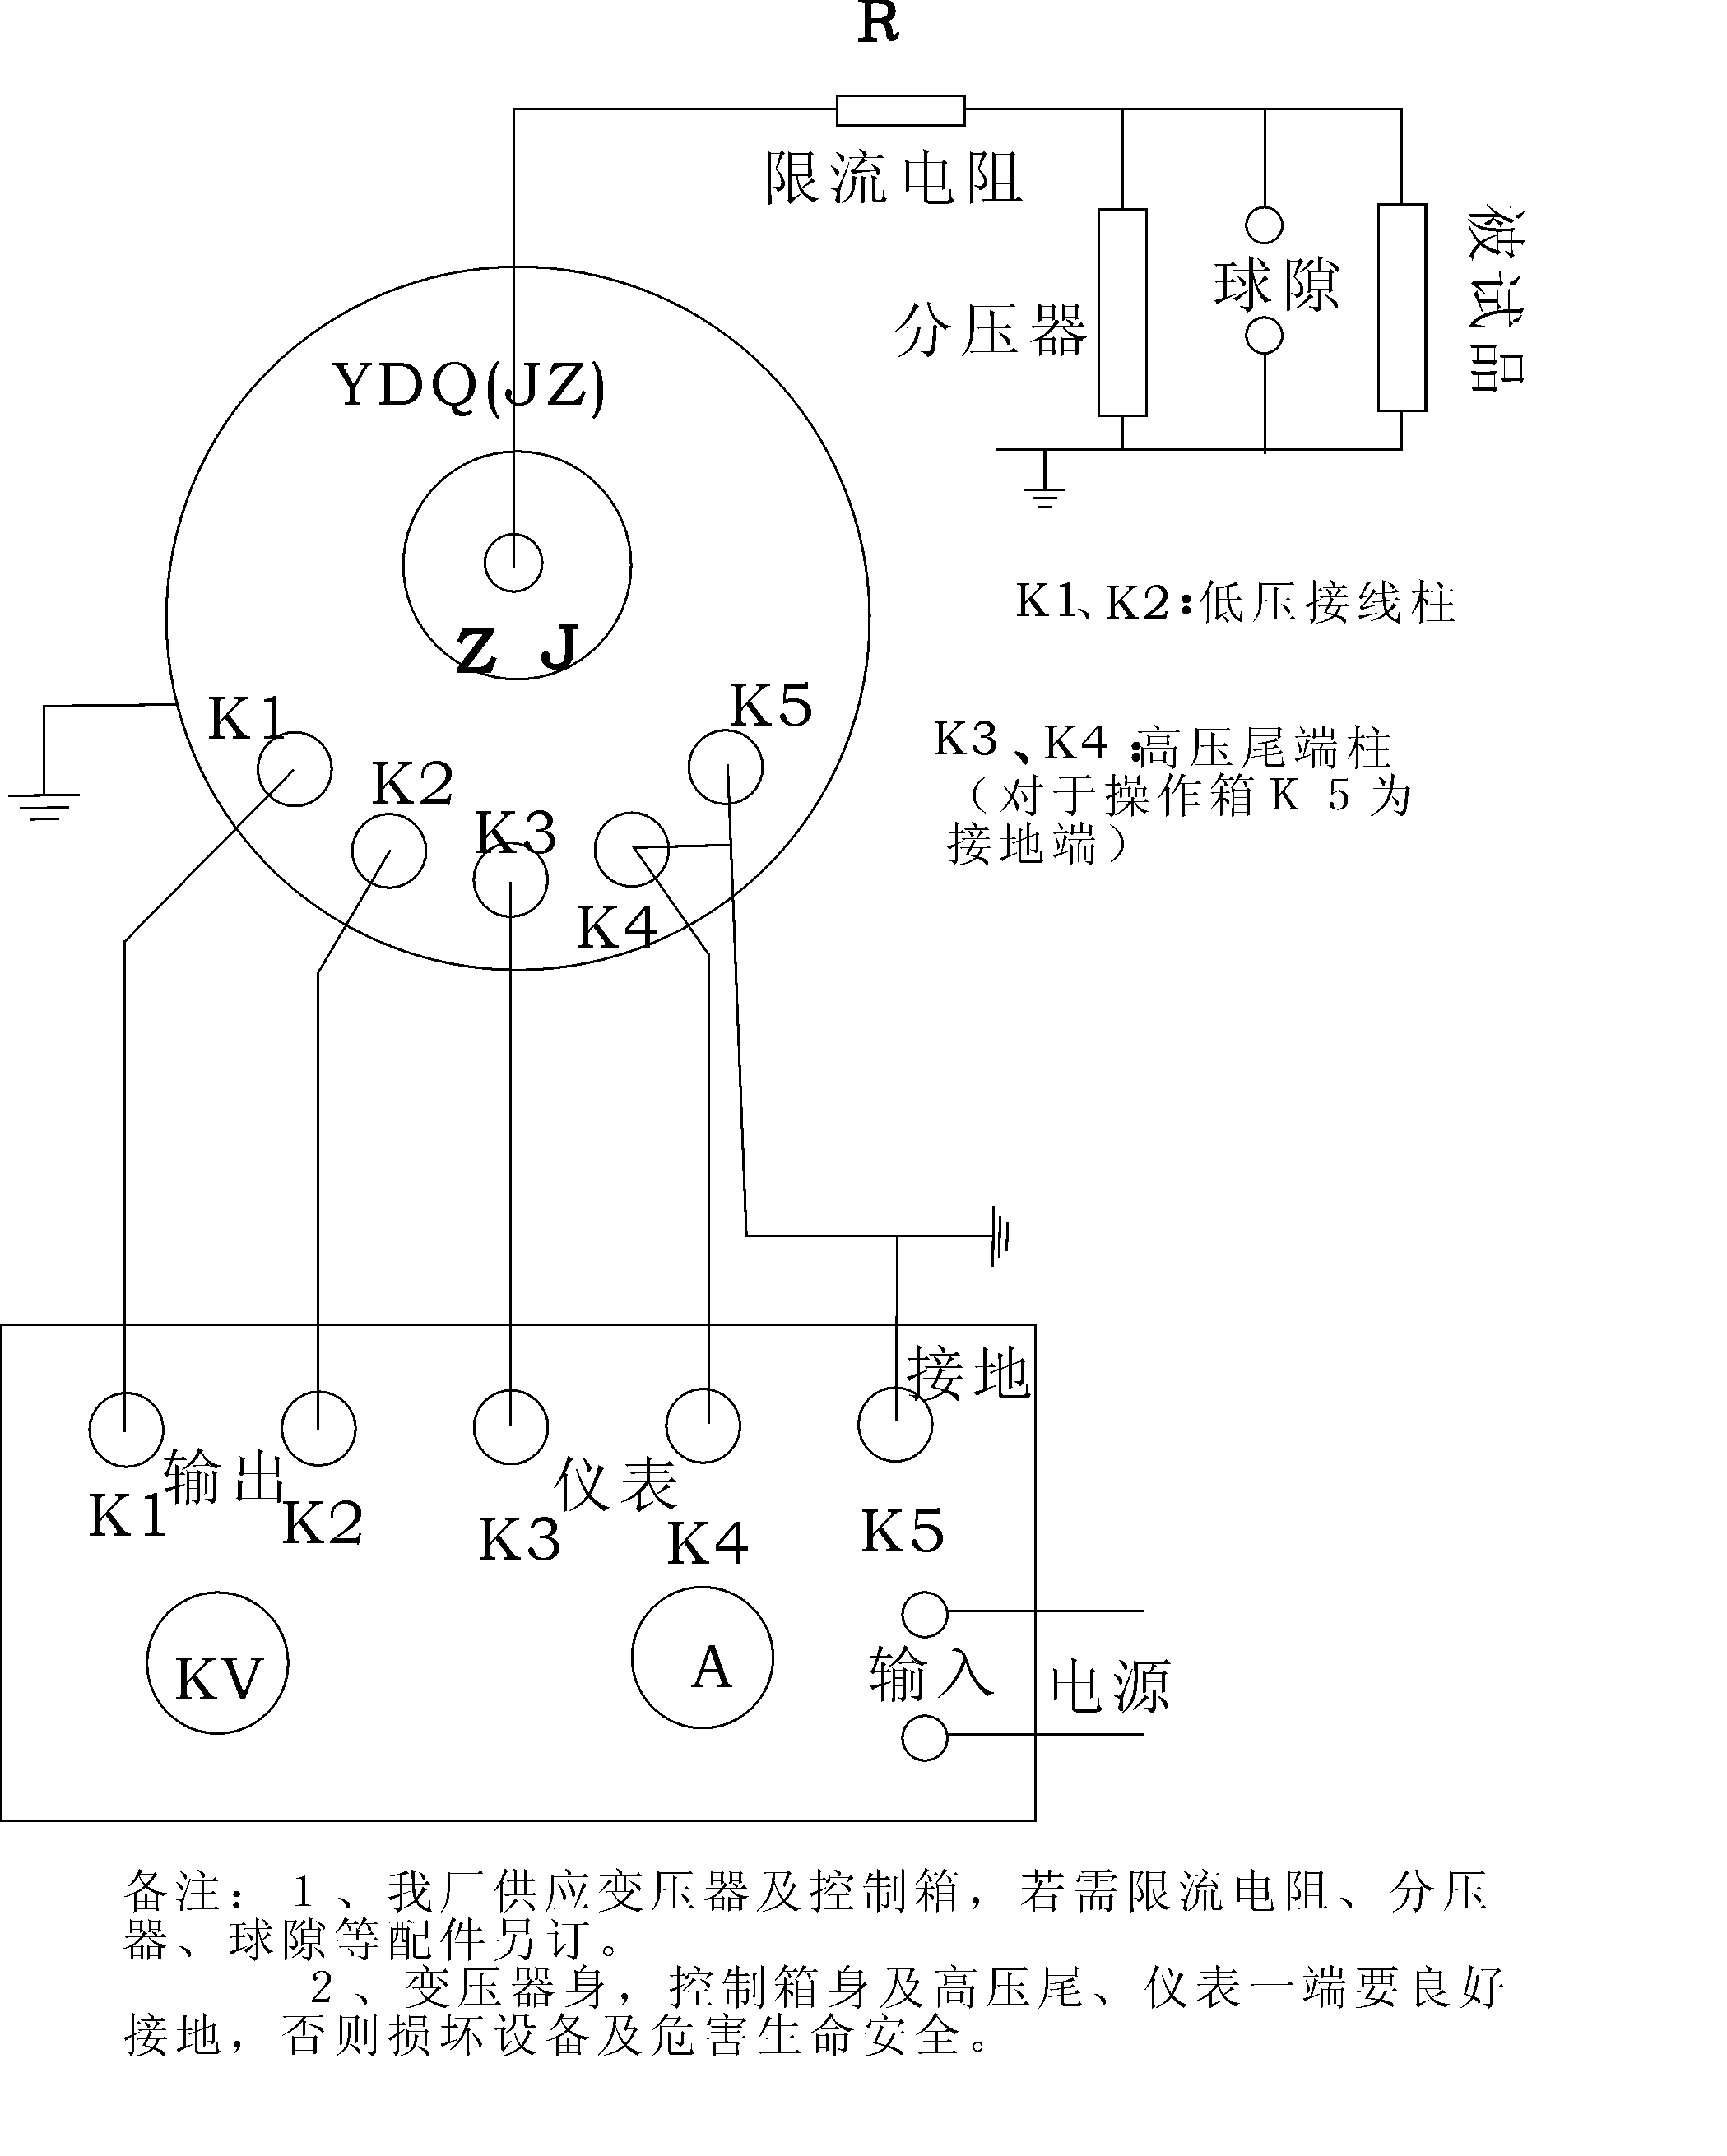 R
限流电阻
分压器
球隙
被试品
YDQ(JZ)
Z J
K1、K2:低压接线柱
K1
K2
K3
K4
K5
K3、K4:高压尾端柱
（对于操作箱K 5为
接地端）
接地
输出
仪表
K1
K2
K3
K4
K5
KV
A
输入
电源
备注：1、我厂供应变压器及控制箱，若需限流电阻、分压
器、球隙等配件另订。
2、变压器身，控制箱身及高压尾、仪表一端要良好
接地，否则损坏设备及危害生命安全。